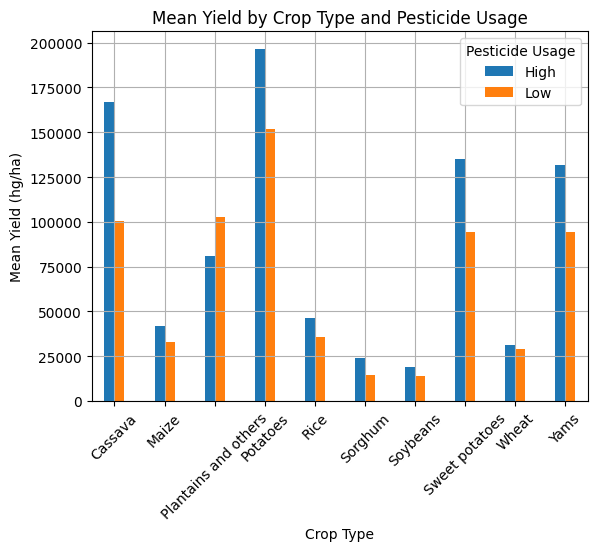 Mean Yield by Crop Type and Pesticide Usage
Pesticide Usage
High
Low
Mean Yield (hg/ha)
200000
175000
150000
125000
100000
75000
50000
25000
0
Cassava
Maize
Plantains and others
Potatoes
Rice
Sorghum
Soybeans
Sweet potatoes
Wheat
Yams
Crop Type